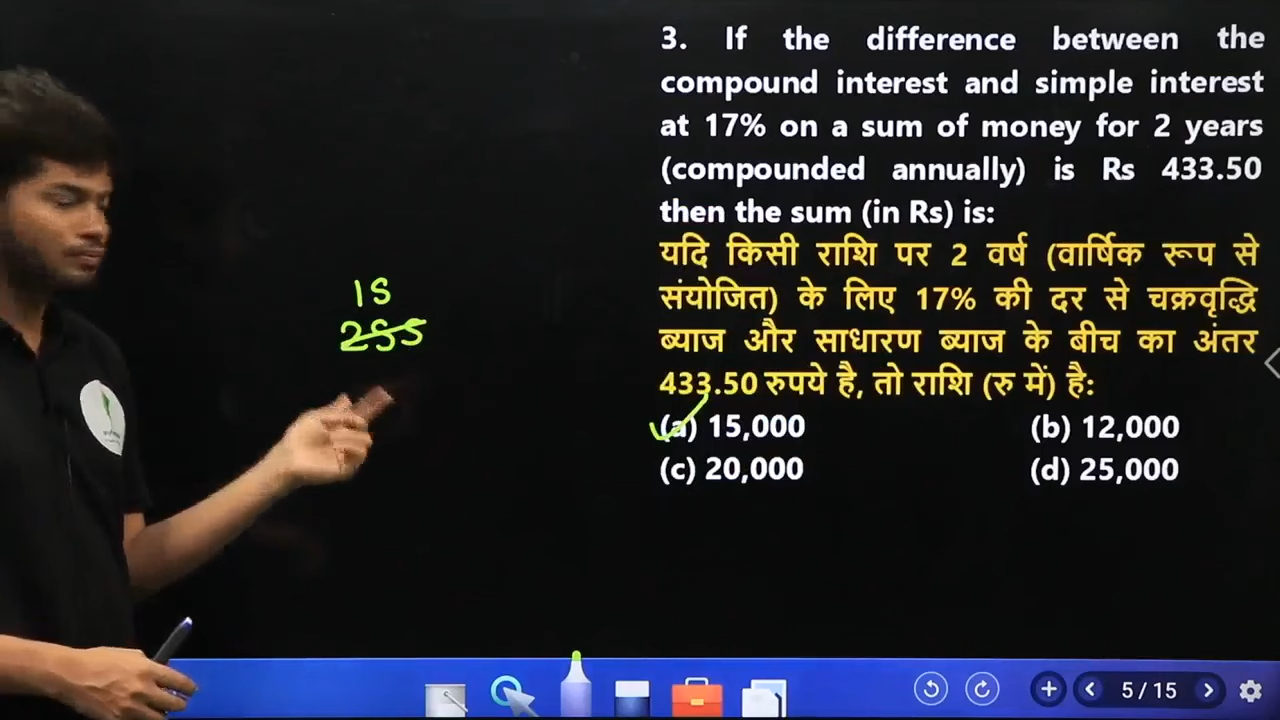 3. If the difference between the
compound interest and simple interest
at 17% on a sum of money for 2 years
(compounded annually) is Rs 433.50
then the sum (in Rs) is:
यदि किसी राशि पर 2 वर्ष (वार्षिक रूप से
संयोजित) के लिए 17% की दर से चक्रवृद्धि
ब्याज और साधारण ब्याज के बीच का अंतर
433.50 रुपये है, तो राशि (रु में) है:
(a) 15,000 (b) 12,000
(c) 20,000 (d) 25,000
15
255
5 / 15